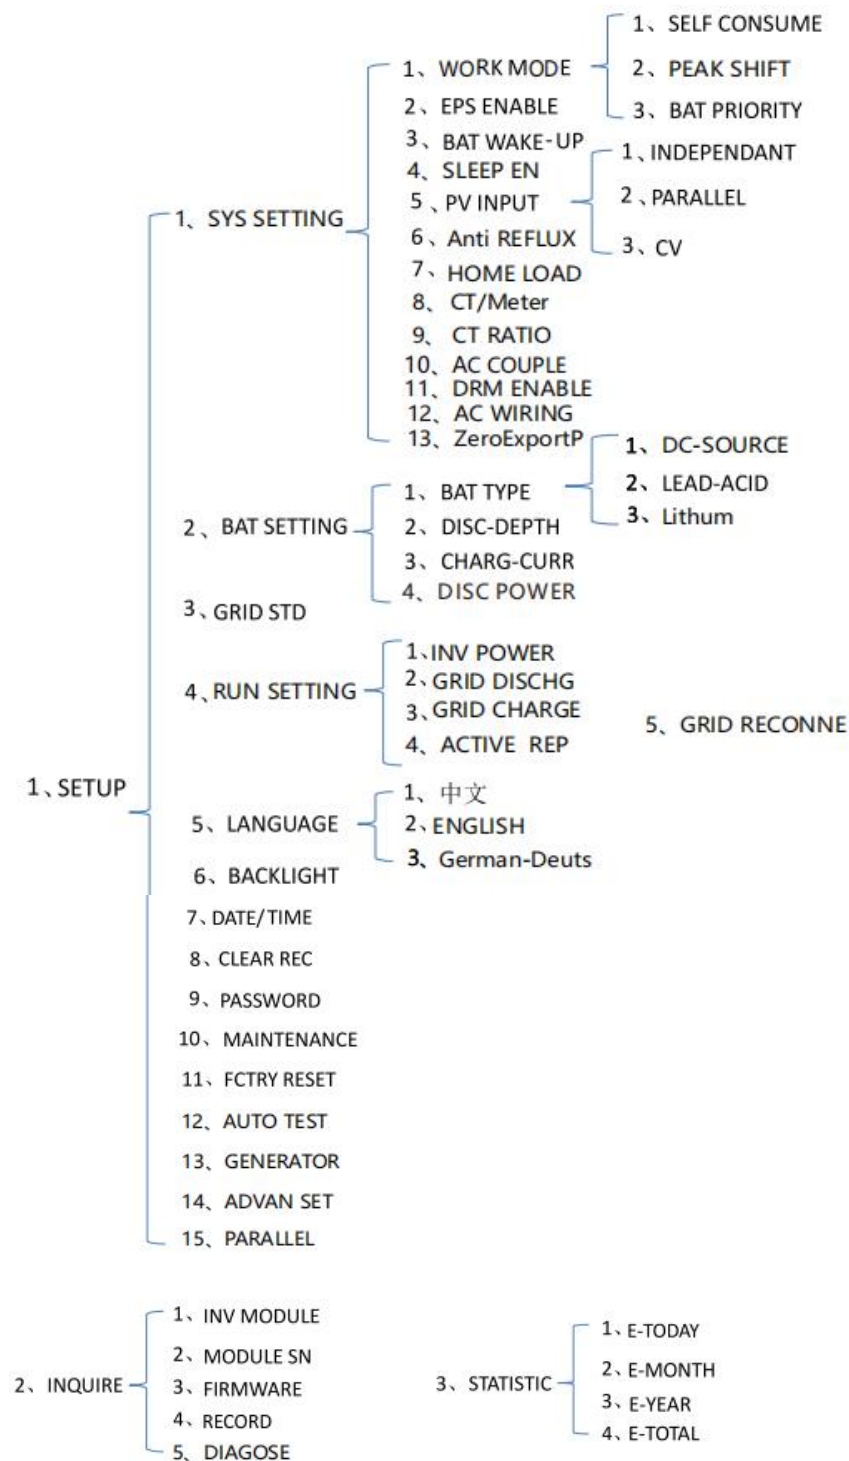 1、SETUP
1、SYS SETTING
1、WORK MODE
1、SELF CONSUME
2、PEAK SHIFT
3、BAT PRIORITY
2、EPS ENABLE
3、BAT WAKE-UP
4、SLEEP EN
5、PV INPUT
1、INDEPENDANT
2、PARALLEL
3、CV
6、Anti REFLUX
7、HOME LOAD
8、CT/Meter
9、CT RATIO
10、AC COUPLE
11、DRM ENABLE
12、AC WIRING
13、ZeroExportP
2、BAT SETTING
1、BAT TYPE
1、DC-SOURCE
2、LEAD-ACID
3、Lithum
2、DISC-DEPTH
3、CHARG-CURR
4、DISC POWER
3、GRID STD
4、RUN SETTING
1、INV POWER
2、GRID DISCHG
3、GRID CHARGE
4、ACTIVE REP
5、GRID RECONNE
5、LANGUAGE
1、中文
2、ENGLISH
3、German-Deuts
6、BACKLIGHT
7、DATE/TIME
8、CLEAR REC
9、PASSWORD
10、MAINTENANCE
11、FCTRY RESET
12、AUTO TEST
13、GENERATOR
14、ADVAN SET
15、PARALLEL
2、INQUIRE
1、INV MODULE
2、MODULE SN
3、FIRMWARE
4、RECORD
5、DIAGOSE
3、STATISTIC
1、E-TODAY
2、E-MONTH
3、E-YEAR
4、E-TOTAL